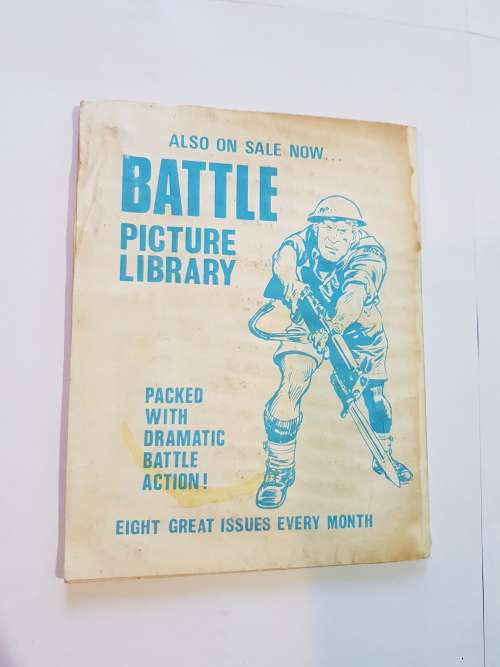 ALSO ON SALE NOW...
BATTLE
PICTURE
LIBRARY
PACKED
WITH
DRAMATIC
BATTLE
ACTION!
EIGHT GREAT ISSUES EVERY MONTH